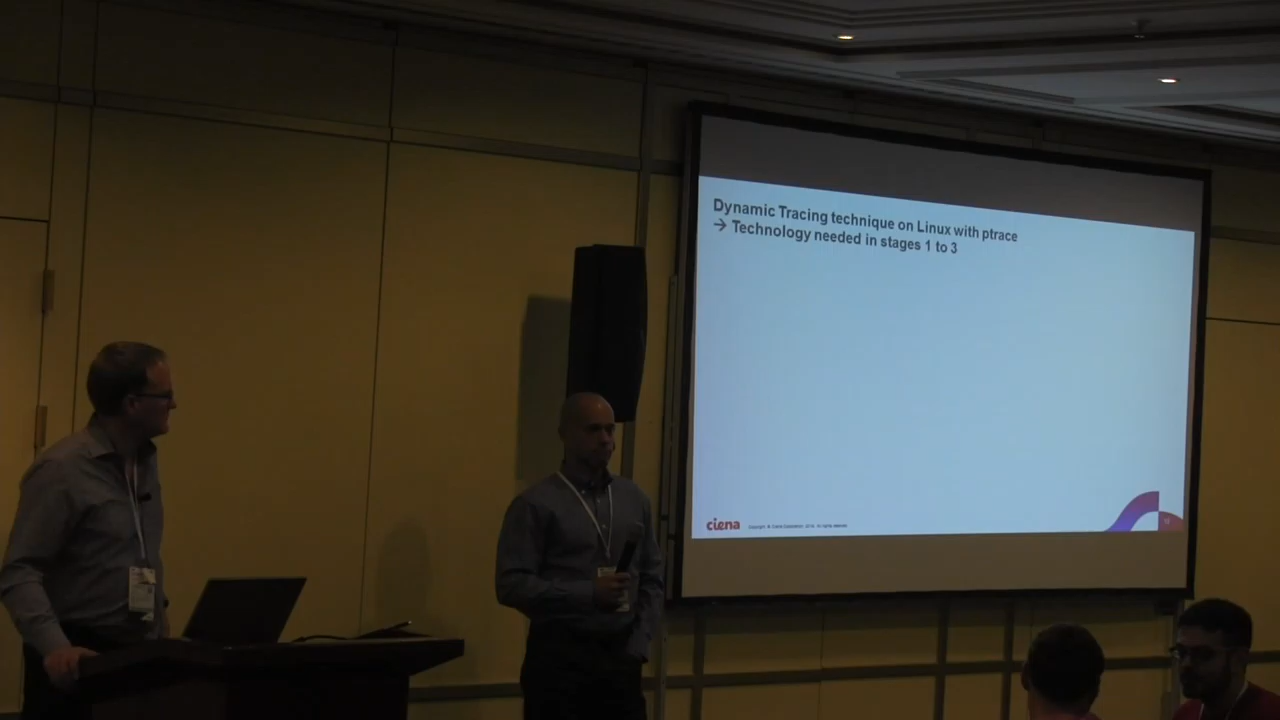 Dynamic Tracing technique on Linux with ptrace
→ Technology needed in stages 1 to 3
ciena